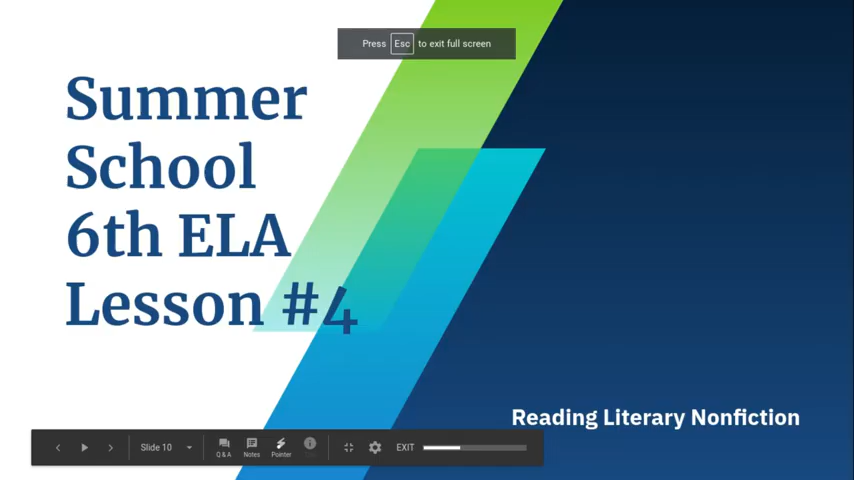 Press Esc to exit full screen
Summer
School
6th ELA
Lesson #4
Reading Literary Nonfiction
Slide 10
Q & A
Notes
Pointer
EXIT